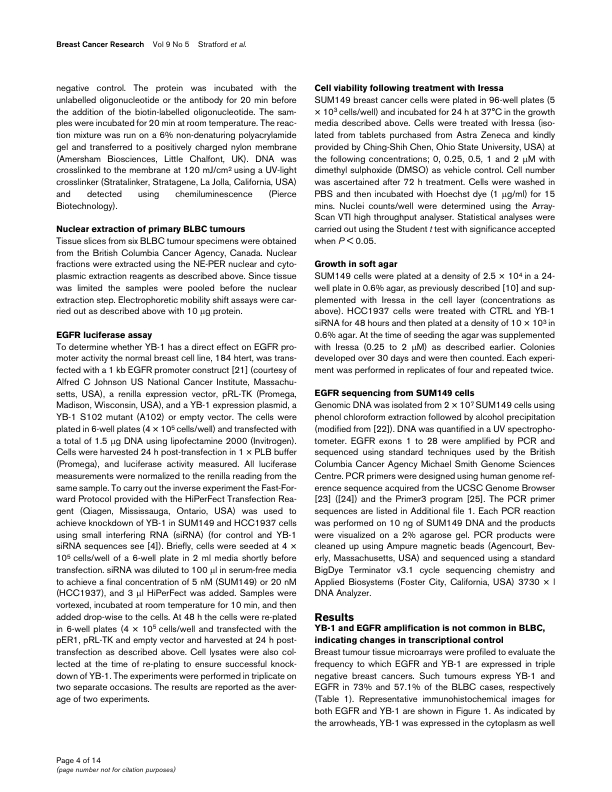 Breast Cancer Research Vol 9 No 5 Stratford et al.
negative control. The protein was incubated with the
unlabelled oligonucleotide or the antibody for 20 min before
the addition of the biotin-labelled oligonucleotide. The sam-
ples were incubated for 20 min at room temperature. The reac-
tion mixture was run on a 6% non-denaturing polyacrylamide
gel and transferred to a positively charged nylon membrane
(Amersham Biosciences, Little Chalfont, UK). DNA was
crosslinked to the membrane at 120 mJ/cm² using a UV-light
crosslinker (Stratalinker, Stratagene, La Jolla, California, USA)
and detected using chemiluminescence (Pierce
Biotechnology).
Nuclear extraction of primary BLBC tumours
Tissue slices from six BLBC tumour specimens were obtained
from the British Columbia Cancer Agency, Canada. Nuclear
fractions were extracted using the NE-PER nuclear and cyto-
plasmic extraction reagents as described above. Since tissue
was limited the samples were pooled before the nuclear
extraction step. Electrophoretic mobility shift assays were car-
ried out as described above with 10 μg protein.
EGFR luciferase assay
To determine whether YB-1 has a direct effect on EGFR pro-
moter activity the normal breast cell line, 184 htert, was trans-
fected with a 1 kb EGFR promoter construct [21] (courtesy of
Alfred C Johnson US National Cancer Institute, Massachu-
setts, USA), a renilla expression vector, pRL-TK (Promega,
Madison, Wisconsin, USA), and a YB-1 expression plasmid, a
YB-1 S102 mutant (A102) or empty vector. The cells were
plated in 6-well plates (4 × 10⁵ cells/well) and transfected with
a total of 1.5 μg DNA using lipofectamine 2000 (Invitrogen).
Cells were harvested 24 h post-transfection in 1 × PLB buffer
(Promega), and luciferase activity measured. All luciferase
measurements were normalized to the renilla reading from the
same sample. To carry out the inverse experiment the Fast-For-
ward Protocol provided with the HiPerFect Transfection Rea-
gent (Qiagen, Mississauga, Ontario, USA) was used to
achieve knockdown of YB-1 in SUM149 and HCC1937 cells
using small interfering RNA (siRNA) (for control and YB-1
siRNA sequences see [4]). Briefly, cells were seeded at 4 ×
10⁵ cells/well of a 6-well plate in 2 ml media shortly before
transfection. siRNA was diluted to 100 μl in serum-free media
to achieve a final concentration of 5 nM (SUM149) or 20 nM
(HCC1937), and 3 μl HiPerFect was added. Samples were
vortexed, incubated at room temperature for 10 min, and then
added drop-wise to the cells. At 48 h the cells were re-plated
in 6-well plates (4 × 10⁵ cells/well and transfected with the
pER1, pRL-TK and empty vector and harvested at 24 h post-
transfection as described above. Cell lysates were also col-
lected at the time of re-plating to ensure successful knock-
down of YB-1. The experiments were performed in triplicate on
two separate occasions. The results are reported as the aver-
age of two experiments.
Cell viability following treatment with Iressa
SUM149 breast cancer cells were plated in 96-well plates (5
× 10³ cells/well) and incubated for 24 h at 37°C in the growth
media described above. Cells were treated with Iressa (iso-
lated from tablets purchased from Astra Zeneca and kindly
provided by Ching-Shih Chen, Ohio State University, USA) at
the following concentrations; 0, 0.25, 0.5, 1 and 2 μM with
dimethyl sulphoxide (DMSO) as vehicle control. Cell number
was ascertained after 72 h treatment. Cells were washed in
PBS and then incubated with Hoechst dye (1 μg/ml) for 15
mins. Nuclei counts/well were determined using the Array-
Scan VTI high throughput analyser. Statistical analyses were
carried out using the Student t test with significance accepted
when P < 0.05.
Growth in soft agar
SUM149 cells were plated at a density of 2.5 × 10⁴ in a 24-
well plate in 0.6% agar, as previously described [10] and sup-
plemented with Iressa in the cell layer (concentrations as
above). HCC1937 cells were treated with CTRL and YB-1
siRNA for 48 hours and then plated at a density of 10 × 10³ in
0.6% agar. At the time of seeding the agar was supplemented
with Iressa (0.25 to 2 μM) as described earlier. Colonies
developed over 30 days and were then counted. Each experi-
ment was performed in replicates of four and repeated twice.
EGFR sequencing from SUM149 cells
Genomic DNA was isolated from 2 × 10⁷ SUM149 cells using
phenol chloroform extraction followed by alcohol precipitation
(modified from [22]). DNA was quantified in a UV spectropho-
tometer. EGFR exons 1 to 28 were amplified by PCR and
sequenced using standard techniques used by the British
Columbia Cancer Agency Michael Smith Genome Sciences
Centre. PCR primers were designed using human genome ref-
erence sequence acquired from the UCSC Genome Browser
[23] ([24]) and the Primer3 program [25]. The PCR primer
sequences are listed in Additional file 1. Each PCR reaction
was performed on 10 ng of SUM149 DNA and the products
were visualized on a 2% agarose gel. PCR products were
cleaned up using Ampure magnetic beads (Agencourt, Bev-
erly, Massachusetts, USA) and sequenced using a standard
BigDye Terminator v3.1 cycle sequencing chemistry and
Applied Biosystems (Foster City, California, USA) 3730 × l
DNA Analyzer.
Results
YB-1 and EGFR amplification is not common in BLBC,
indicating changes in transcriptional control
Breast tumour tissue microarrays were profiled to evaluate the
frequency to which EGFR and YB-1 are expressed in triple
negative breast cancers. Such tumours express YB-1 and
EGFR in 73% and 57.1% of the BLBC cases, respectively
(Table 1). Representative immunohistochemical images for
both EGFR and YB-1 are shown in Figure 1. As indicated by
the arrowheads, YB-1 was expressed in the cytoplasm as well
Page 4 of 14
(page number not for citation purposes)